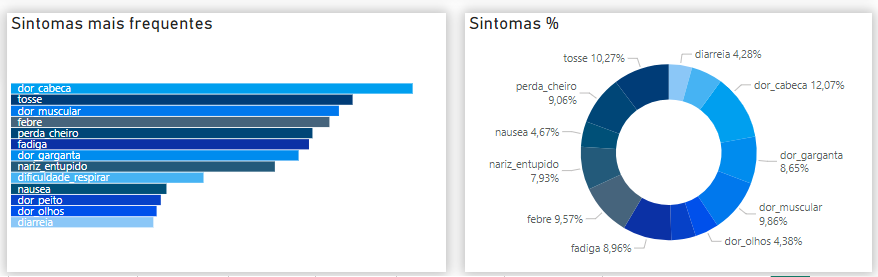 Sintomas mais frequentes
dor_cabeca
tosse
dor_muscular
febre
perda_cheiro
fadiga
dor_garganta
nariz_entupido
dificuldade_respirar
nausea
dor_peito
dor_olhos
diarreia
Sintomas %
diarreia 4,28%
dor_cabeca 12,07%
dor_garganta
8,65%
dor_muscular
9,86%
dor_olhos 4,38%
fadiga 8,96%
febre 9,57%
nariz_entupido
7,93%
nausea 4,67%
perda_cheiro
9,06%
tosse 10,27%